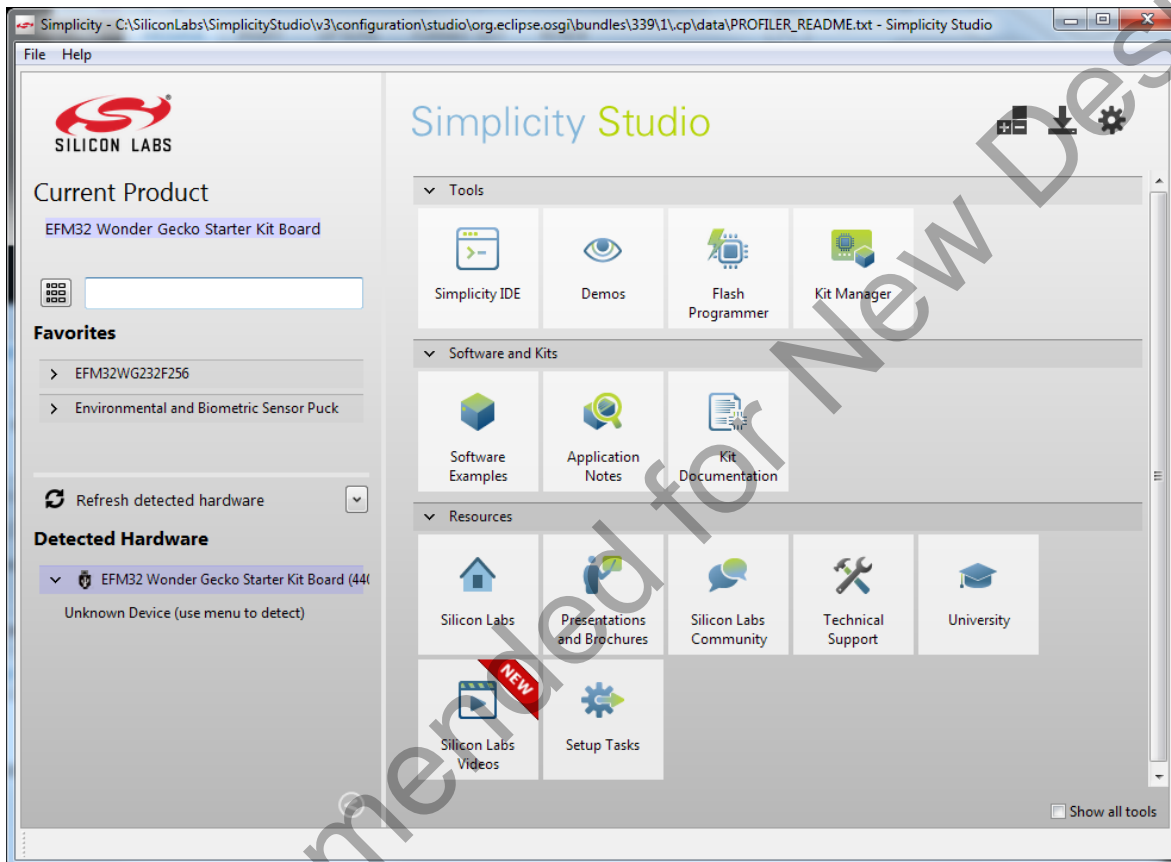 Simplicity - C:\SiliconLabs\SimplicityStudio\v3\configuration\studio\org.eclipse.osgi\bundles\339\1\.cp\data\PROFILER_README.txt - Simplicity Studio
File Help
SILICON LABS
Simplicity Studio
Current Product
EFM32 Wonder Gecko Starter Kit Board
Favorites
EFM32WG232F256
Environmental and Biometric Sensor Puck
Refresh detected hardware
Detected Hardware
EFM32 Wonder Gecko Starter Kit Board (440
Unknown Device (use menu to detect)
Tools
Simplicity IDE
Demos
Flash
Programmer
Kit Manager
Software and Kits
Software
Examples
Application
Notes
Kit
Documentation
Resources
Silicon Labs
Presentations
and Brochures
Silicon Labs
Community
Technical
Support
University
NEW
Silicon Labs
Videos
Setup Tasks
Show all tools
mended for New Des